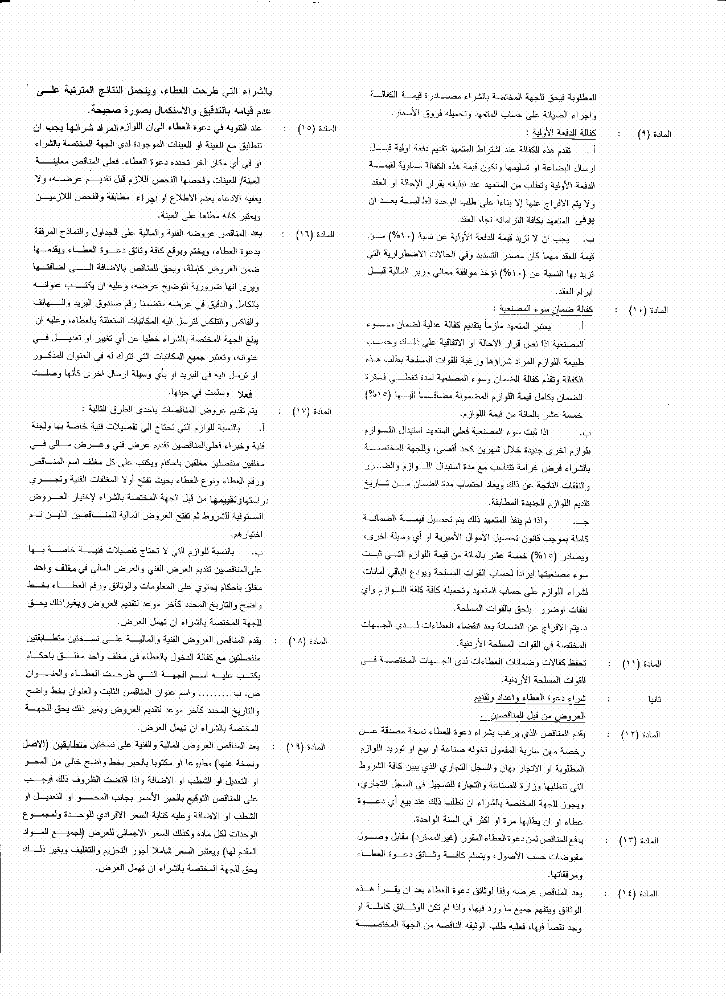 المطلوبة فيحق للجهة المختصة بالشراء مصادرة قيمة الكفالة
واجراء الصيانة على حساب المتعهد وتحميله فروق الأسعار.
المادة (٩) : كفالة الدفعة الأولية :
أ. تقدم هذه الكفالة عند اشتراط المتعهد تقديم دفعة اولية قبل
ارسال البضاعة او تسليمها وتكون قيمة هذه الكفالة مساوية لقيمة
الدفعة الأولية وتطلب من المتعهد عند تبليغه بقرار الإحالة او العقد
ولا يتم الافراج عنها إلا بناءاً على طلب الوحدة الطالبة بعد ان
يوفي المتعهد بكافة التزاماته اتجاه العقد.
ب. يجب ان لا تزيد قيمة الدفعة الأولية عن نسبة (١٠%) من
قيمة العقد مهما كان مصدر التسديد. وفي الحالات الاضطرارية التي
تزيد بها النسبة عن (١٠%) تؤخذ موافقة معالي وزير المالية قبل
ابرام العقد.
المادة (١٠) : كفالة ضمان سوء المصنعية :
أ. يعتبر المتعهد ملزما بتقديم كفالة عدلية لضمان سوء
المصنعية اذا نص قرار الاحالة او الاتفاقية على ذلك وحسب
طبيعة اللوازم المراد شراؤها ورغبة القوات المسلحة بطلب هذه
الكفالة وتقدم كفالة الضمان وسوء المصنعية لمدة تغطي فترة
الضمان بكامل قيمة اللوازم المضمونة مضافا اليها (١٥%)
خمسة عشر بالمائة من قيمة اللوازم.
ب. اذا ثبت سوء المصنعية فعلى المتعهد استبدال اللوازم
بلوازم اخرى جديدة خلال شهرين كحد أقصى، وللجهة المختصة
بالشراء فرض غرامة تتناسب مع مدة استبدال اللوازم والضرر
والنفقات الناتجة عن ذلك ويعاد احتساب مدة الضمان من تاريخ
تقديم اللوازم الجديدة المطابقة.
جـ. واذا لم ينفذ المتعهد ذلك يتم تحصيل قيمة الضمانة
كاملة بموجب قانون تحصيل الأموال الأميرية او أي وسيلة اخرى،
ويصادر (١٥%) خمسة عشر بالمائة من قيمة اللوازم التي ثبت
سوء مصنعيتها ايرادا لحساب القوات المسلحة ويودع الباقي أمانات
لشراء اللوازم على حساب المتعهد وتحميله كافة كلفة اللوازم واي
نفقات اوضرر يلحق بالقوات المسلحة.
د. يتم الافراج عن الضمانة بعد انقضاء العطاءات لدى الجهات
المختصة في القوات المسلحة الأردنية.
المادة (١١) : تحفظ كفالات وضمانات العطاءات لدى الجهات المختصة في
القوات المسلحة الأردنية.
ثانيا : شراء دعوة العطاء واعداد وتقديم
العروض من قبل المناقصين .
المادة (١٢) : يقدم المناقص الذي يرغب بشراء دعوة العطاء نسخة مصدقة عن
رخصة مهن سارية المفعول تخوله صناعة او بيع او توريد اللوازم
المطلوبة او الاتجار بها، والسجل التجاري الذي يبين كافة الشروط
التي تتطلبها وزارة الصناعة والتجارة للتسجيل في السجل التجاري،
ويجوز للجهة المختصة بالشراء ان تطلب ذلك عند بيع أي دعوة
عطاء او ان يطلبها مرة او اكثر في السنة الواحدة.
المادة (١٣) : يدفع المناقص ثمن دعوة العطاء المقرر (غير المسترد) مقابل وصول
مقبوضات حسب الأصول، ويتسلم كافة وثائق دعوة العطاء
ومرفقاتها.
المادة (١٤) : يعد المناقص عرضه وفقاً لوثائق دعوة العطاء بعد ان يقرأ هذه
الوثائق ويتفهم جميع ما ورد فيها، واذا لم تكن الوثائق كاملة او
وجد نقصاً فيها، فعليه طلب الوثيقه الناقصه من الجهة المختصة
بالشراء التي طرحت العطاء، ويتحمل النتائج المترتبة على
عدم قيامه بالتدقيق والاستكمال بصورة صحيحة.
المادة (١٥) : عند التنويه في دعوة العطاء الىان اللوازم المراد شرائها يجب ان
تتطابق مع العينة او العينات الموجودة لدى الجهة المختصة بالشراء
او في أي مكان آخر تحدده دعوة العطاء. فعلى المناقص معاينة
العينة/ العينات وفحصها الفحص اللازم قبل تقديم عرضه، ولا
يعفيه الادعاء بعدم الاطلاع او اجراء مطابقة والفحص اللازمين
ويعتبر انه كان مطلعا على العينة.
المادة (١٦) : يعد المناقص عروضه الفنية والمالية على الجداول والنماذج المرفقة
بدعوة العطاء، ويختم ويوقع كافة وثائق دعوة العطاء ويقدمها
ضمن العروض كاملة، ويحق للمناقص بالاضافة الى اضافة
ويرى انها ضرورية لتوضيح عرضه، وعليه ان يكتب عنوانه
بالكامل والدقيق في عرضه متضمنا رقم صندوق البريد والهاتف
والفاكس والتلكس لترسل اليه المكاتبات المتعلقة بالعطاء، وعليه ان
يبلغ الجهة المختصة بالشراء خطيا عن أي تغيير او تعديل في
عنوانه، وتعتبر جميع المكاتبات التي تترك له في العنوان المذكور
او ترسل اليه في البريد او بأي وسيلة ارسال اخرى كأنها وصلت
فعلا وسلمت في حينها.
المادة (١٧) : يتم تقديم عروض المناقصات باحدى الطرق التالية :
أ. بالنسبة للوازم التي تحتاج الى تفصيلات فنية خاصة بها ولجنة
فنية وخبراء فعلىالمناقصين تقديم عرض فني وعرض مالي في
مغلفين منفصلين مغلقين باحكام ويكتب على كل مغلف اسم المناقص
ورقم العطاء ونوع العطاء بحيث تفتح أولا المغلفات الفنية وتجري
دراستها وتقييمها من قبل الجهة المختصة بالشراء لاختيار العروض
المستوفية للشروط ثم تفتح العروض المالية للمناقصين الذين تم
اختيارهم.
ب. بالنسبة للوازم التي لا تحتاج تفصيلات فنية خاصة بها
علىالمناقصين تقديم العرض الفني والعرض المالي في مغلف واحد
مغلق باحكام يحتوي على المعلومات والوثائق ورقم العطاء بخط
واضح والتاريخ المحدد كآخر موعد لتقديم العروض وبغير ذلك يحق
للجهة المختصة بالشراء ان تهمل العرض.
المادة (١٨) : يقدم المناقص العروض الفنية والمالية على نسختين متطابقتين
منفصلتين مع كفالة الدخول بالعطاء في مغلف واحد مغلق باحكام
يكتب عليه اسم الجهة التي طرحت العطاء والعنوان
ص. ب ......... واسم عنوان المناقص الثابت والعنوان بخط واضح
والتاريخ المحدد كآخر موعد لتقديم العروض وبغير ذلك يحق للجهة
المختصة بالشراء ان تهمل العرض.
المادة (١٩) : يعد المناقص العروض المالية والفنية على نسختين متطابقتين (الأصل
ونسخة عنها) مطبوعا او مكتوبا بالحبر بخط واضح خالي من المحو
او التعديل او الشطب او الاضافة واذا اقتضت الظروف ذلك فيجب
على المناقص التوقيع بالحبر الأحمر بجانب المحو او التعديل او
الشطب او الاضافة وعليه كتابة السعر الافرادي للوحدة ولمجموع
الوحدات لكل مادة وكذلك السعر الاجمالي للعرض (لجميع المواد
المقدم لها) ويعتبر السعر شاملا أجور التحزيم والتغليف وبغير ذلك
يحق للجهة المختصة بالشراء ان تهمل العرض.